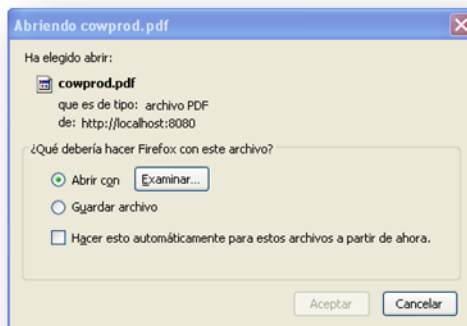 Abriendo cowprod.pdf
Ha elegido abrir:
cowprod.pdf
que es de tipo: archivo PDF
de: http://localhost:8080
¿Qué debería hacer Firefox con este archivo?
Abrir con Examinar...
Guardar archivo
Hacer esto automáticamente para estos archivos a partir de ahora.
Aceptar Cancelar